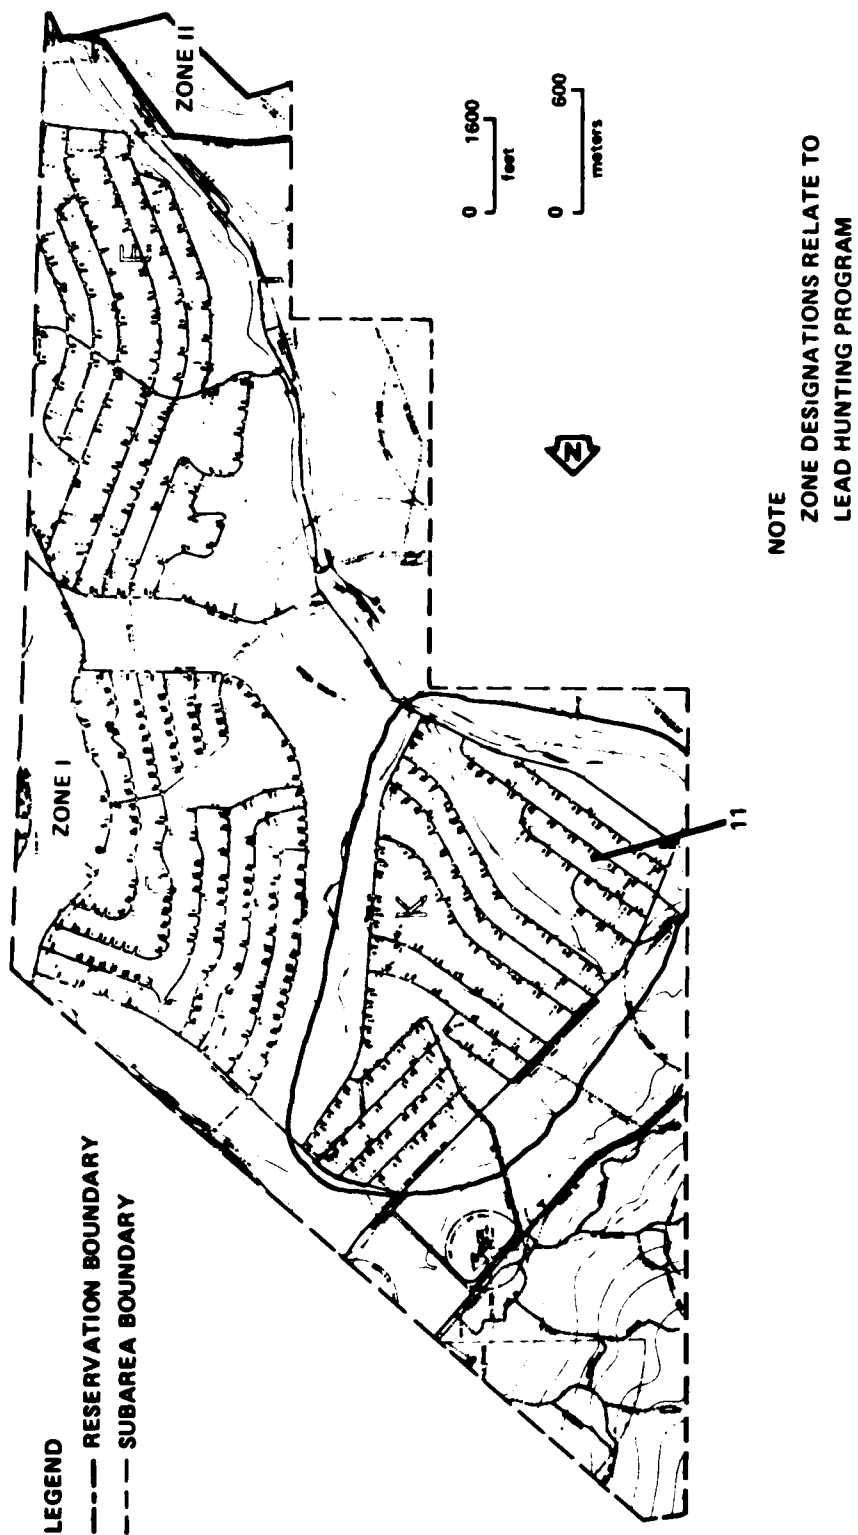 LEGEND
RESERVATION BOUNDARY
SUBAREA BOUNDARY
ZONE I
ZONE II
K
11
0 1600
feet
0 600
meters
N
NOTE
ZONE DESIGNATIONS RELATE TO
LEAD HUNTING PROGRAM